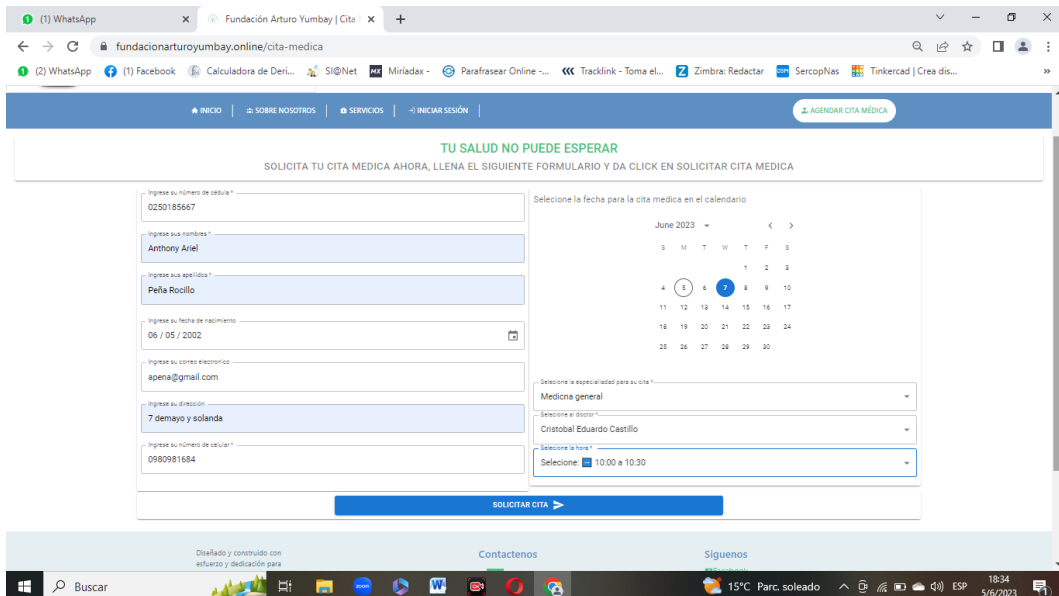 (1) WhatsApp
Fundación Arturo Yumbay | Cita
fundacionarturoyumbay.online/cita-medica
(2) WhatsApp (1) Facebook Calculadora de Deri... SI@Net Miríadax - Parafrasear Online -... Tracklink - Toma el... Zimbra: Redactar SercopNas Tinkercad | Crea dis... »
INICIO SOBRE NOSOTROS SERVICIOS INICIAR SESIÓN AGENDAR CITA MÉDICA
TU SALUD NO PUEDE ESPERAR
SOLICITA TU CITA MEDICA AHORA, LLENA EL SIGUIENTE FORMULARIO Y DA CLICK EN SOLICITAR CITA MEDICA
Ingrese su número de cédula *
0250185667
Ingrese sus nombres *
Anthony Ariel
Ingrese sus apellidos *
Peña Rocillo
Ingrese su fecha de nacimiento
06 / 05 / 2002
Ingrese su correo electronico
apena@gmail.com
Ingrese su dirección
7 demayo y solanda
Ingrese su número de celular *
0980981684
Selecione la fecha para la cita medica en el calendario
June 2023
S M T W T F S
1 2 3
4 5 6 7 8 9 10
11 12 13 14 15 16 17
18 19 20 21 22 23 24
25 26 27 28 29 30
Selecione la especialiadad para su cita *
Medicna general
Selecione al doctor *
Cristobal Eduardo Castillo
Selecione la hora *
Selecione: 10:00 a 10:30
SOLICITAR CITA
Diseñado y construido con
esfuerzo y dedicación para
Contactenos
Siguenos
Facebook
Buscar
zoom
15°C Parc. soleado
ESP
18:34
5/6/2023